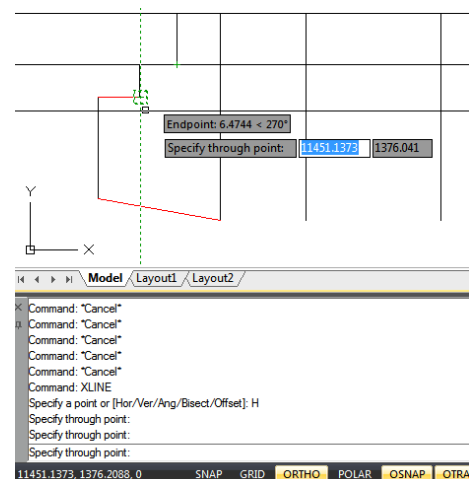 Endpoint: 6.4744 < 270°
Specify through point: 11451.1373 1376.041
Y
X
Model Layout1 Layout2
Command: *Cancel*
Command: *Cancel*
Command: *Cancel*
Command: *Cancel*
Command: *Cancel*
Command: XLINE
Specify a point or [Hor/Ver/Ang/Bisect/Offset]: H
Specify through point:
Specify through point:
Specify through point:
11451.1373, 1376.2088, 0 SNAP GRID ORTHO POLAR OSNAP OTRA